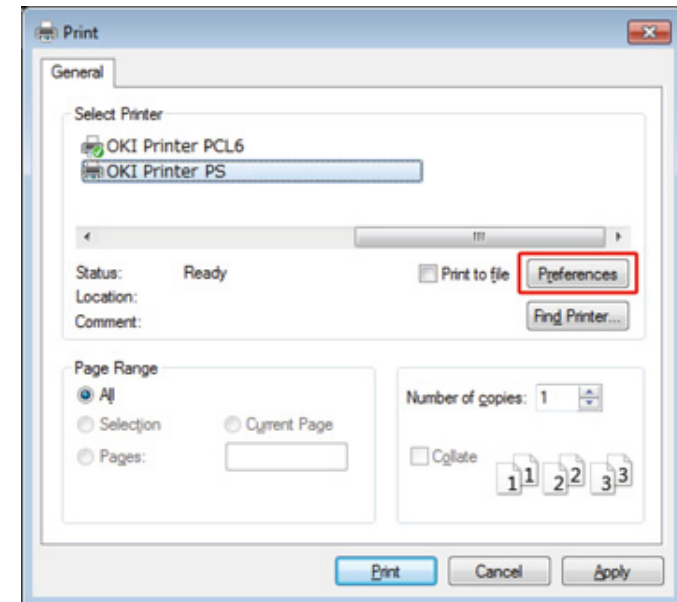 Print
General
Select Printer
OKI Printer PCL6
OKI Printer PS
Status: Ready
Print to file
Preferences
Location:
Comment:
Find Printer...
Page Range
All
Selection
Current Page
Pages:
Number of copies: 1
Collate
1 1 2 2 3 3
Print
Cancel
Apply